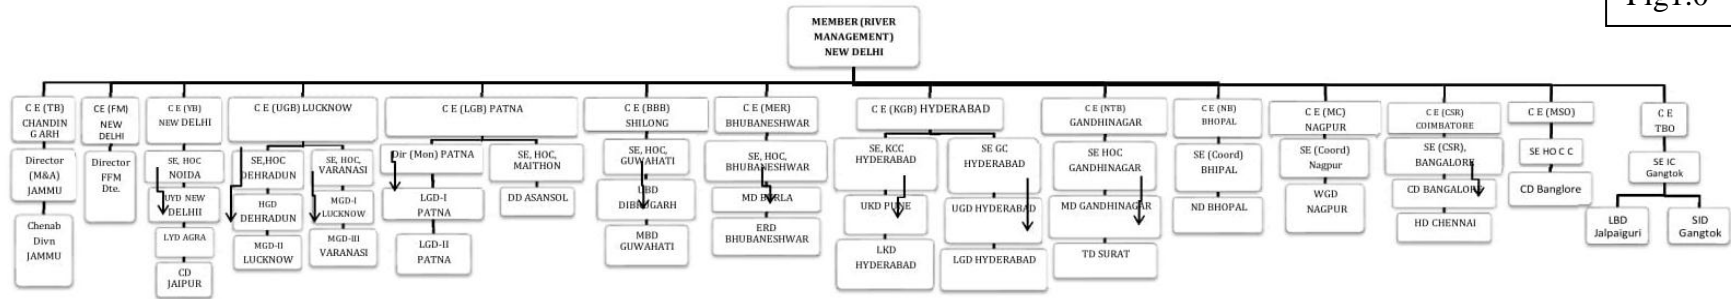 Fig1.6
MEMBER (RIVER
MANAGEMENT)
NEW DELHI
C E (TB)
CHANDIN
G ARH
CE (FM)
NEW
DELHI
C E (YB)
NEW DELHI
C E (UGB) LUCKNOW
C E (LGB) PATNA
C E (BBB)
SHILONG
C E (MER)
BHUBANESHWAR
C E (KGB) HYDERABAD
C E (NTB)
GANDHINAGAR
C E (NB)
BHOPAL
C E (MC)
NAGPUR
C E (CSR)
COIMBATORE
C E (MSO)
C E
TBO
Director
(M&A)
JAMMU
Director
FFM
Dte.
SE, HOC
NOIDA
SE,HOC
DEHRADUN
SE, HOC,
VARANASI
Dir (Mon) PATNA
SE, HOC,
MAITHON
SE, HOC,
GUWAHATI
SE, HOC,
BHUBANESHWAR
SE, KCC
HYDERABAD
SE GC
HYDERABAD
SE HOC
GANDHINAGAR
SE (Coord)
BHIPAL
SE (Coord)
Nagpur
SE (CSR),
BANGALORE
SE HO C C
SE IC
Gangtok
Chenab
Divn
JAMMU
UYD NEW
DELHII
LYD AGRA
CD
JAIPUR
HGD
DEHRADUN
MGD-II
LUCKNOW
MGD-I
LUCKNOW
MGD-III
VARANASI
LGD-I
PATNA
LGD-II
PATNA
DD ASANSOL
UBD
DIBRUGARH
MBD
GUWAHATI
MD BURLA
ERD
BHUBANESHWAR
UKD PUNE
LKD
HYDERABAD
UGD HYDERABAD
LGD HYDERABAD
MD GANDHINAGAR
TD SURAT
ND BHOPAL
WGD
NAGPUR
CD BANGALORE
HD CHENNAI
CD Banglore
LBD
Jalpaiguri
SID
Gangtok